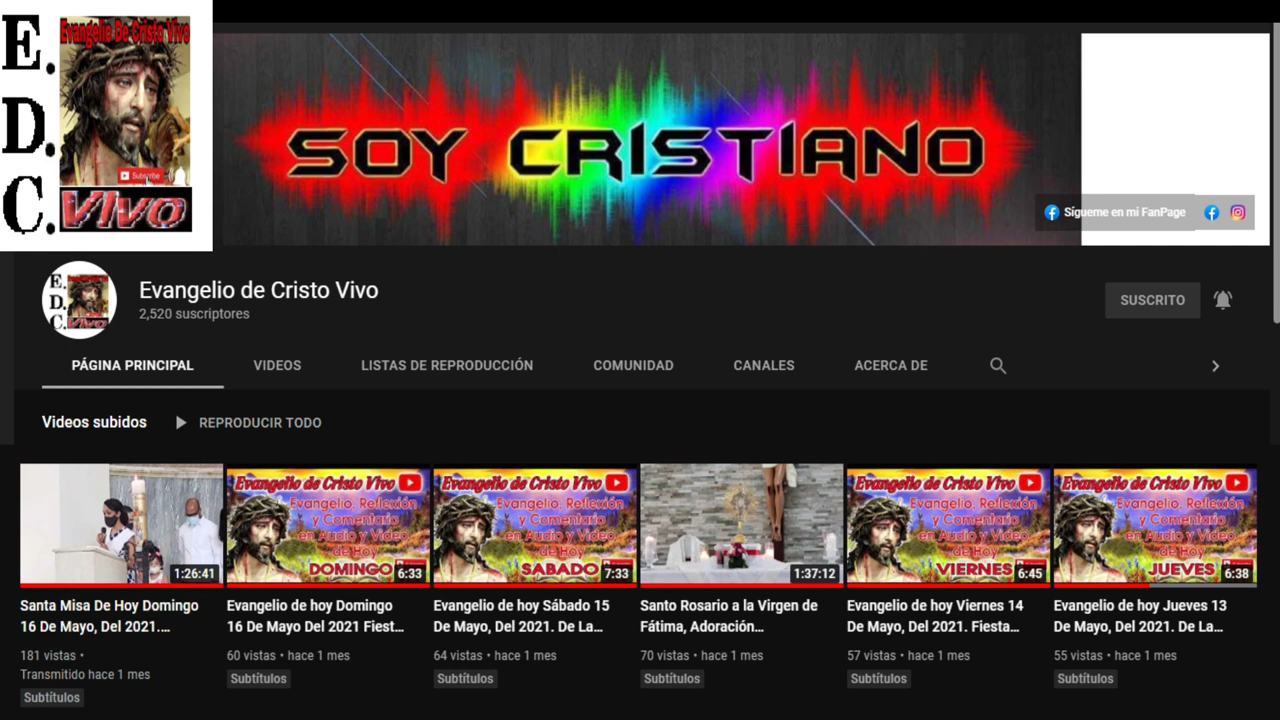 E.
D.
C.
Evangelio De Cristo Vivo
Subscribe
Vivo
SOY CRISTIANO
Sígueme en mi FanPage
E.
D.
C.
Vivo
Evangelio de Cristo Vivo
2,520 suscriptores
SUSCRITO
PÁGINA PRINCIPAL VIDEOS LISTAS DE REPRODUCCIÓN COMUNIDAD CANALES ACERCA DE
Videos subidos REPRODUCIR TODO
1:26:41
Evangelio de Cristo Vivo
Evangelio, Reflexión
y Comentario
en Audio y Video
de Hoy
DOMINGO 6:33
Evangelio de Cristo Vivo
Evangelio, Reflexión
y Comentario
en Audio y Video
de Hoy
SABADO 7:33
1:37:12
Evangelio de Cristo Vivo
Evangelio, Reflexión
y Comentario
en Audio y Video
de Hoy
VIERNES 6:45
Evangelio de Cristo Vivo
Evangelio, Reflexión
y Comentario
en Audio y Video
de Hoy
JUEVES 6:38
Santa Misa De Hoy Domingo
16 De Mayo, Del 2021....
181 vistas •
Transmitido hace 1 mes
Subtítulos
Evangelio de hoy Domingo
16 De Mayo Del 2021 Fiest...
60 vistas • hace 1 mes
Subtítulos
Evangelio de hoy Sábado 15
De Mayo, Del 2021. De La...
64 vistas • hace 1 mes
Subtítulos
Santo Rosario a la Virgen de
Fátima, Adoración...
70 vistas • hace 1 mes
Subtítulos
Evangelio de hoy Viernes 14
De Mayo, Del 2021. Fiesta...
57 vistas • hace 1 mes
Subtítulos
Evangelio de hoy Jueves 13
De Mayo, Del 2021. De La...
55 vistas • hace 1 mes
Subtítulos